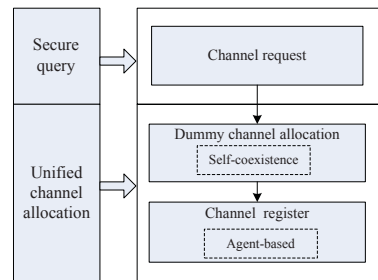 Secure
query
Channel request
Unified
channel
allocation
Dummy channel allocation
Self-coexistence
Channel register
Agent-based